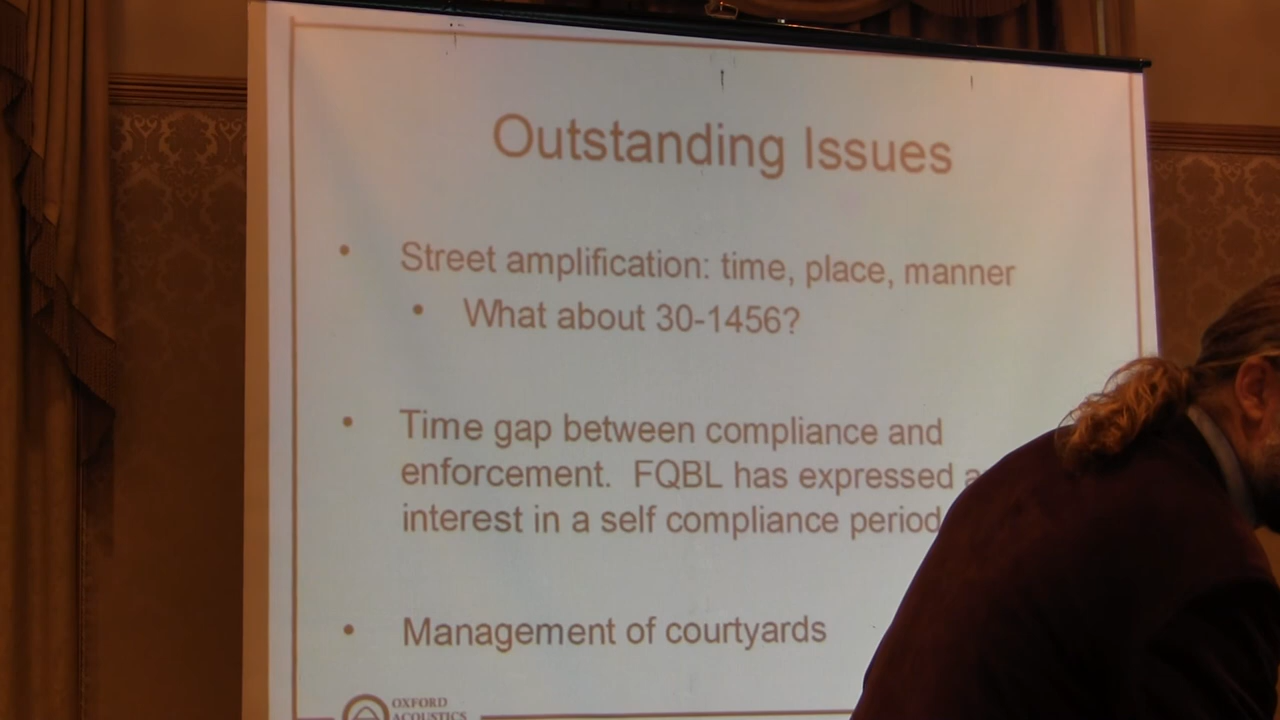 Outstanding Issues
• Street amplification: time, place, manner
• What about 30-1456?
• Time gap between compliance and
enforcement. FQBL has expressed
interest in a self compliance period
• Management of courtyards
OXFORD
ACOUSTICS